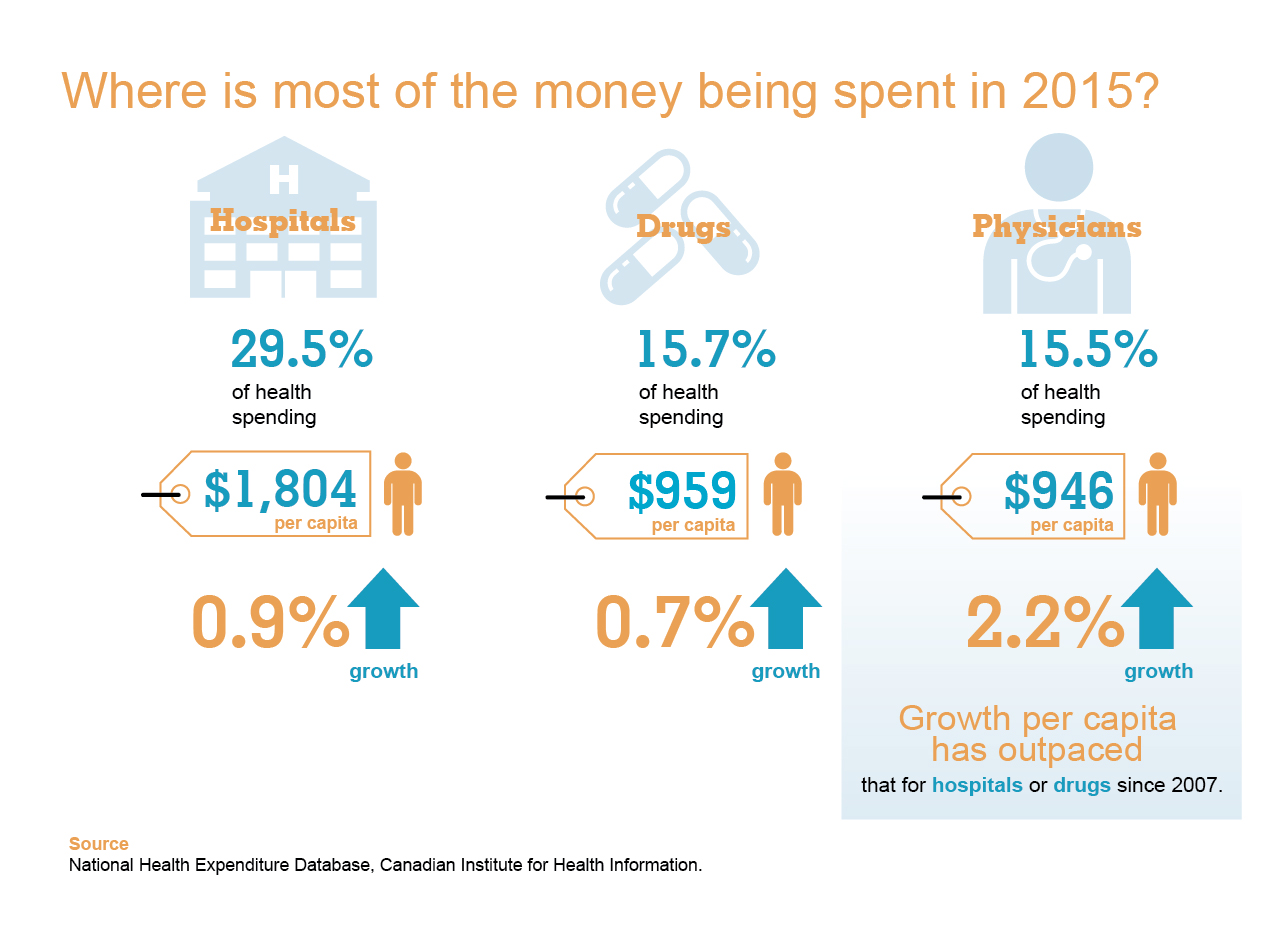 Where is most of the money being spent in 2015?
H
Hospitals
29.5%
of health
spending
$1,804
per capita
0.9%
growth
Drugs
15.7%
of health
spending
$959
per capita
0.7%
growth
Physicians
15.5%
of health
spending
$946
per capita
2.2%
growth
Growth per capita
has outpaced
that for hospitals or drugs since 2007.
Source
National Health Expenditure Database, Canadian Institute for Health Information.